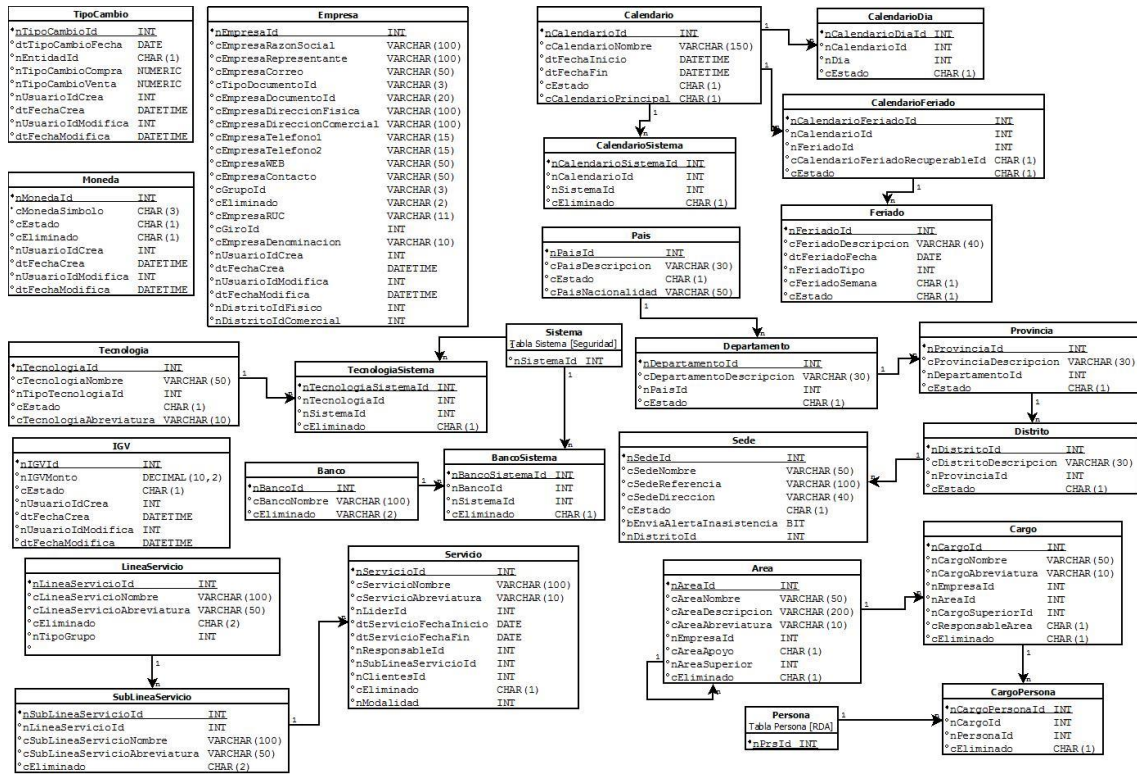 TipoCambio
nTipoCambioId INT
dtTipoCambioFecha DATE
nEntidadId CHAR(1)
nTipoCambioCompra NUMERIC
nTipoCambioVenta NUMERIC
nUsuarioIdCrea INT
dtFechaCrea DATETIME
nUsuarioIdModifica INT
dtFechaModifica DATETIME
Moneda
nMonedaId INT
cMonedaSimbolo CHAR(3)
cEstado CHAR(1)
cEliminado CHAR(1)
nUsuarioIdCrea INT
dtFechaCrea DATETIME
nUsuarioIdModifica INT
dtFechaModifica DATETIME
Empresa
nEmpresaId INT
cEmpresaRazonSocial VARCHAR(100)
cEmpresaRepresentante VARCHAR(100)
cEmpresaCorreo VARCHAR(50)
cTipoDocumentoId VARCHAR(3)
cEmpresaDocumentoId VARCHAR(20)
cEmpresaDireccionFisica VARCHAR(100)
cEmpresaDireccionComercial VARCHAR(100)
cEmpresaTelefono1 VARCHAR(15)
cEmpresaTelefono2 VARCHAR(15)
cEmpresaWEB VARCHAR(50)
cEmpresaContacto VARCHAR(50)
cGrupoId VARCHAR(3)
cEliminado VARCHAR(2)
cEmpresaRUC VARCHAR(11)
cGiroId INT
cEmpresaDenominacion VARCHAR(10)
nUsuarioIdCrea INT
dtFechaCrea DATETIME
nUsuarioIdModifica INT
dtFechaModifica DATETIME
nDistritoIdFisico INT
nDistritoIdComercial INT
Calendario
nCalendarioId INT
cCalendarioNombre VARCHAR(150)
dtFechaInicio DATETIME
dtFechaFin DATETIME
cEstado CHAR(1)
cCalendarioPrincipal CHAR(1)
1
1
1
n
n
n
CalendarioDia
nCalendarioDiaId INT
nCalendarioId INT
nDia INT
cEstado CHAR(1)
CalendarioFeriado
nCalendarioFeriadoId INT
nCalendarioId INT
nFeriadoId INT
cCalendarioFeriadoRecuperableId CHAR(1)
cEstado CHAR(1)
1
n
CalendarioSistema
nCalendarioSistemaId INT
nCalendarioId INT
nSistemaId INT
cEliminado CHAR(1)
Feriado
nFeriadoId INT
cFeriadoDescripcion VARCHAR(40)
dtFeriadoFecha DATE
nFeriadoTipo INT
cFeriadoSemana CHAR(1)
cEstado CHAR(1)
Pais
nPaisId INT
cPaisDescripcion VARCHAR(30)
cEstado CHAR(1)
cPaisNacionalidad VARCHAR(50)
1
n
Sistema
Tabla Sistema [Seguridad]
nSistemaId INT
1
n
n
Departamento
nDepartamentoId INT
cDepartamentoDescripcion VARCHAR(30)
nPaisId INT
cEstado CHAR(1)
1
n
Provincia
nProvinciaId INT
cProvinciaDescripcion VARCHAR(30)
nDepartamentoId INT
cEstado CHAR(1)
1
n
Tecnologia
nTecnologiaId INT
cTecnologiaNombre VARCHAR(50)
nTipoTecnologiaId INT
cEstado CHAR(1)
cTecnologiaAbreviatura VARCHAR(10)
1
n
TecnologiaSistema
nTecnologiaSistemaId INT
nTecnologiaId INT
nSistemaId INT
cEliminado CHAR(1)
IGV
nIGVId INT
nIGVMonto DECIMAL(10,2)
cEstado CHAR(1)
nUsuarioIdCrea INT
dtFechaCrea DATETIME
nUsuarioIdModifica INT
dtFechaModifica DATETIME
Banco
nBancoId INT
cBancoNombre VARCHAR(100)
cEliminado VARCHAR(2)
1
n
BancoSistema
nBancoSistemaId INT
nBancoId INT
nSistemaId INT
cEliminado CHAR(1)
Sede
nSedeId INT
cSedeNombre VARCHAR(50)
cSedeReferencia VARCHAR(100)
cSedeDireccion VARCHAR(40)
cEstado CHAR(1)
bEnviaAlertaInasistencia BIT
nDistritoId INT
n
1
Distrito
nDistritoId INT
cDistritoDescripcion VARCHAR(30)
nProvinciaId INT
cEstado CHAR(1)
LineaServicio
nLineaServicioId INT
cLineaServicioNombre VARCHAR(100)
cLineaServicioAbreviatura VARCHAR(50)
cEliminado CHAR(2)
nTipoGrupo INT
1
n
SubLineaServicio
nSubLineaServicioId INT
nLineaServicioId INT
cSubLineaServicioNombre VARCHAR(100)
cSubLineaServicioAbreviatura VARCHAR(50)
cEliminado CHAR(2)
1
n
Servicio
nServicioId INT
cServicioNombre VARCHAR(100)
cServicioAbreviatura VARCHAR(10)
nLiderId INT
dtServicioFechaInicio DATE
dtServicioFechaFin DATE
nResponsableId INT
nSubLineaServicioId INT
nClientesId INT
cEliminado CHAR(1)
nModalidad INT
Area
nAreaId INT
cAreaNombre VARCHAR(50)
cAreaDescripcion VARCHAR(200)
cAreaAbreviatura VARCHAR(10)
nEmpresaId INT
cAreaApoyo CHAR(1)
nAreaSuperior INT
cEliminado CHAR(1)
1
n
1
n
Cargo
nCargoId INT
nCargoNombre VARCHAR(50)
nCargoAbreviatura VARCHAR(10)
nEmpresaId INT
nAreaId INT
nCargoSuperiorId INT
cResponsableArea CHAR(1)
cEliminado CHAR(1)
1
n
Persona
Tabla Persona [RDA]
nPrsId INT
1
n
CargoPersona
nCargoPersonaId INT
nCargoId INT
nPersonaId INT
cEliminado CHAR(1)